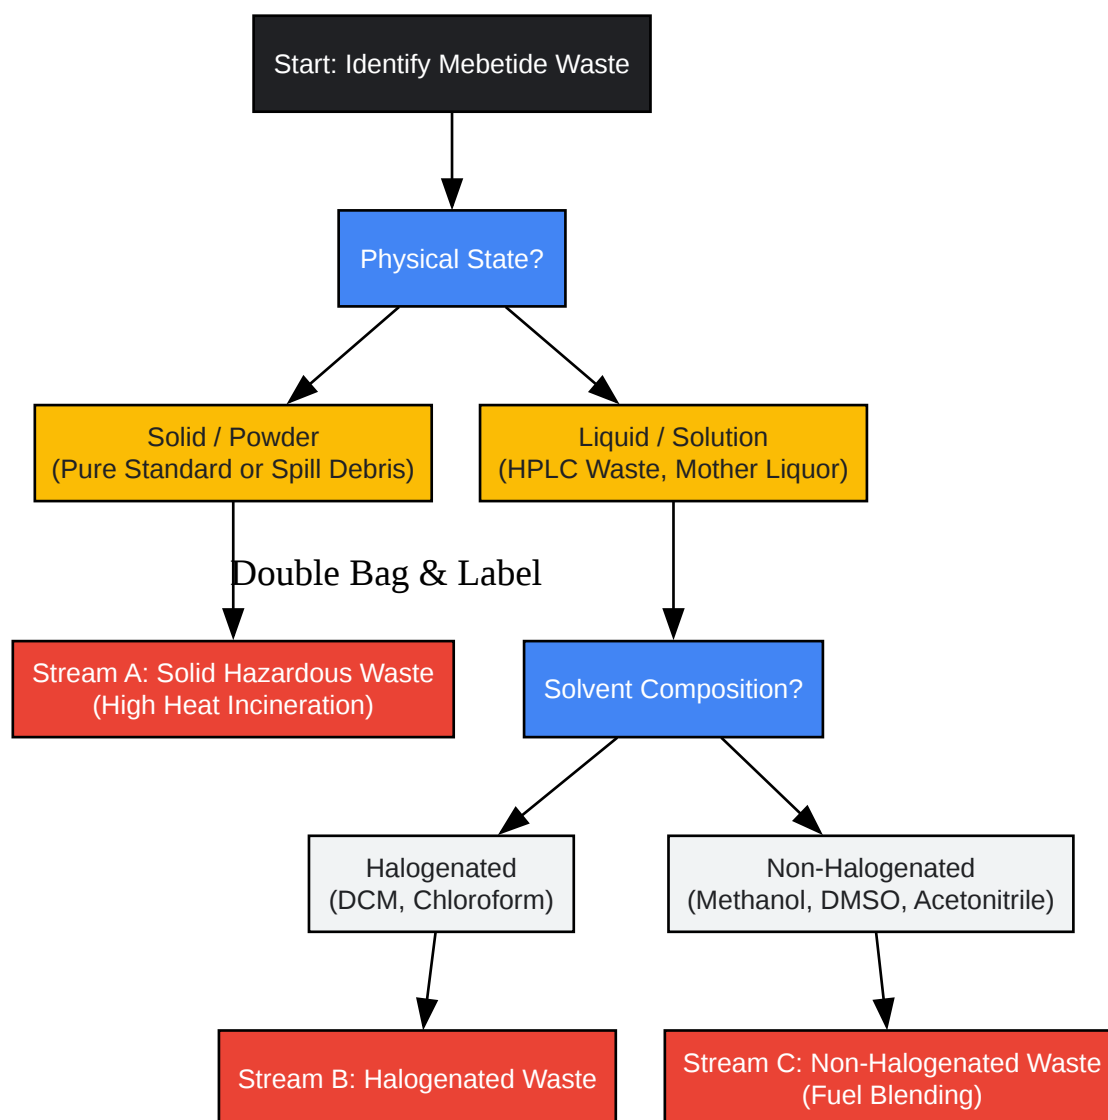 Start: Identify Mebetide Waste
Physical State?
Solid / Powder
(Pure Standard or Spill Debris)
Liquid / Solution
(HPLC Waste, Mother Liquor)
Double Bag & Label
Stream A: Solid Hazardous Waste
(High Heat Incineration)
Solvent Composition?
Halogenated
(DCM, Chloroform)
Non-Halogenated
(Methanol, DMSO, Acetonitrile)
Stream B: Halogenated Waste
Stream C: Non-Halogenated Waste
(Fuel Blending)